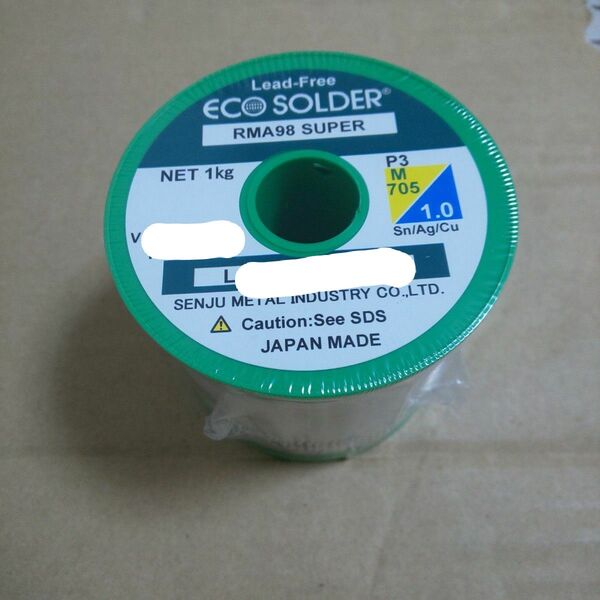 Lead-Free
ECO SOLDER®
RMA98 SUPER
NET 1kg
P3
M
705
1.0
Sn/Ag/Cu
V
L
SENJU METAL INDUSTRY CO.,LTD.
Caution:See SDS
JAPAN MADE